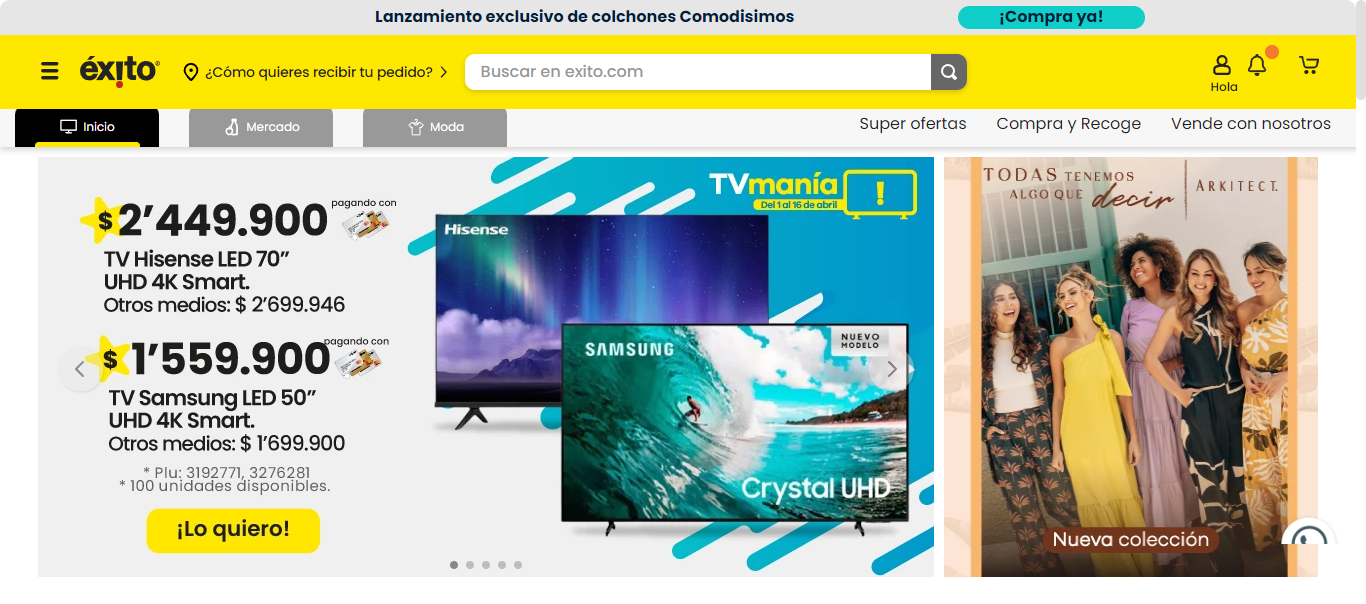 Lanzamiento exclusivo de colchones Comodisimos
¡Compra ya!
éxito
¿Cómo quieres recibir tu pedido?
Buscar en exito.com
Hola
Inicio
Mercado
Moda
Super ofertas
Compra y Recoge
Vende con nosotros
TVmanía
Del 1 al 16 de abril
!
$2’449.900
pagando con
TV Hisense LED 70”
UHD 4K Smart.
Otros medios: $ 2’699.946
$1’559.900
pagando con
TV Samsung LED 50”
UHD 4K Smart.
Otros medios: $ 1’699.900
* Plu: 3192771, 3276281
* 100 unidades disponibles.
¡Lo quiero!
Hisense
SAMSUNG
NUEVO
MODELO
Crystal UHD
TODAS TENEMOS
ALGO QUE decir
ARKITECT.
Nueva colección